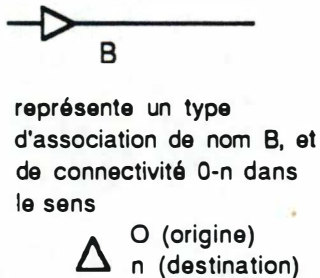 B
représente un type
d'association de nom B, et
de connectivité 0-n dans
le sens
O (origine)
n (destination)